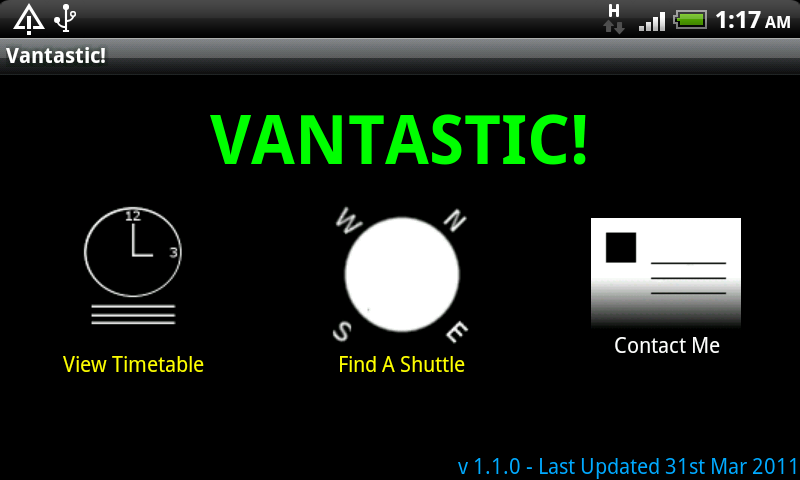 H
1:17 AM
Vantastic!
VANTASTIC!
12
3
W N
S E
View Timetable
Find A Shuttle
Contact Me
v 1.1.0 - Last Updated 31st Mar 2011